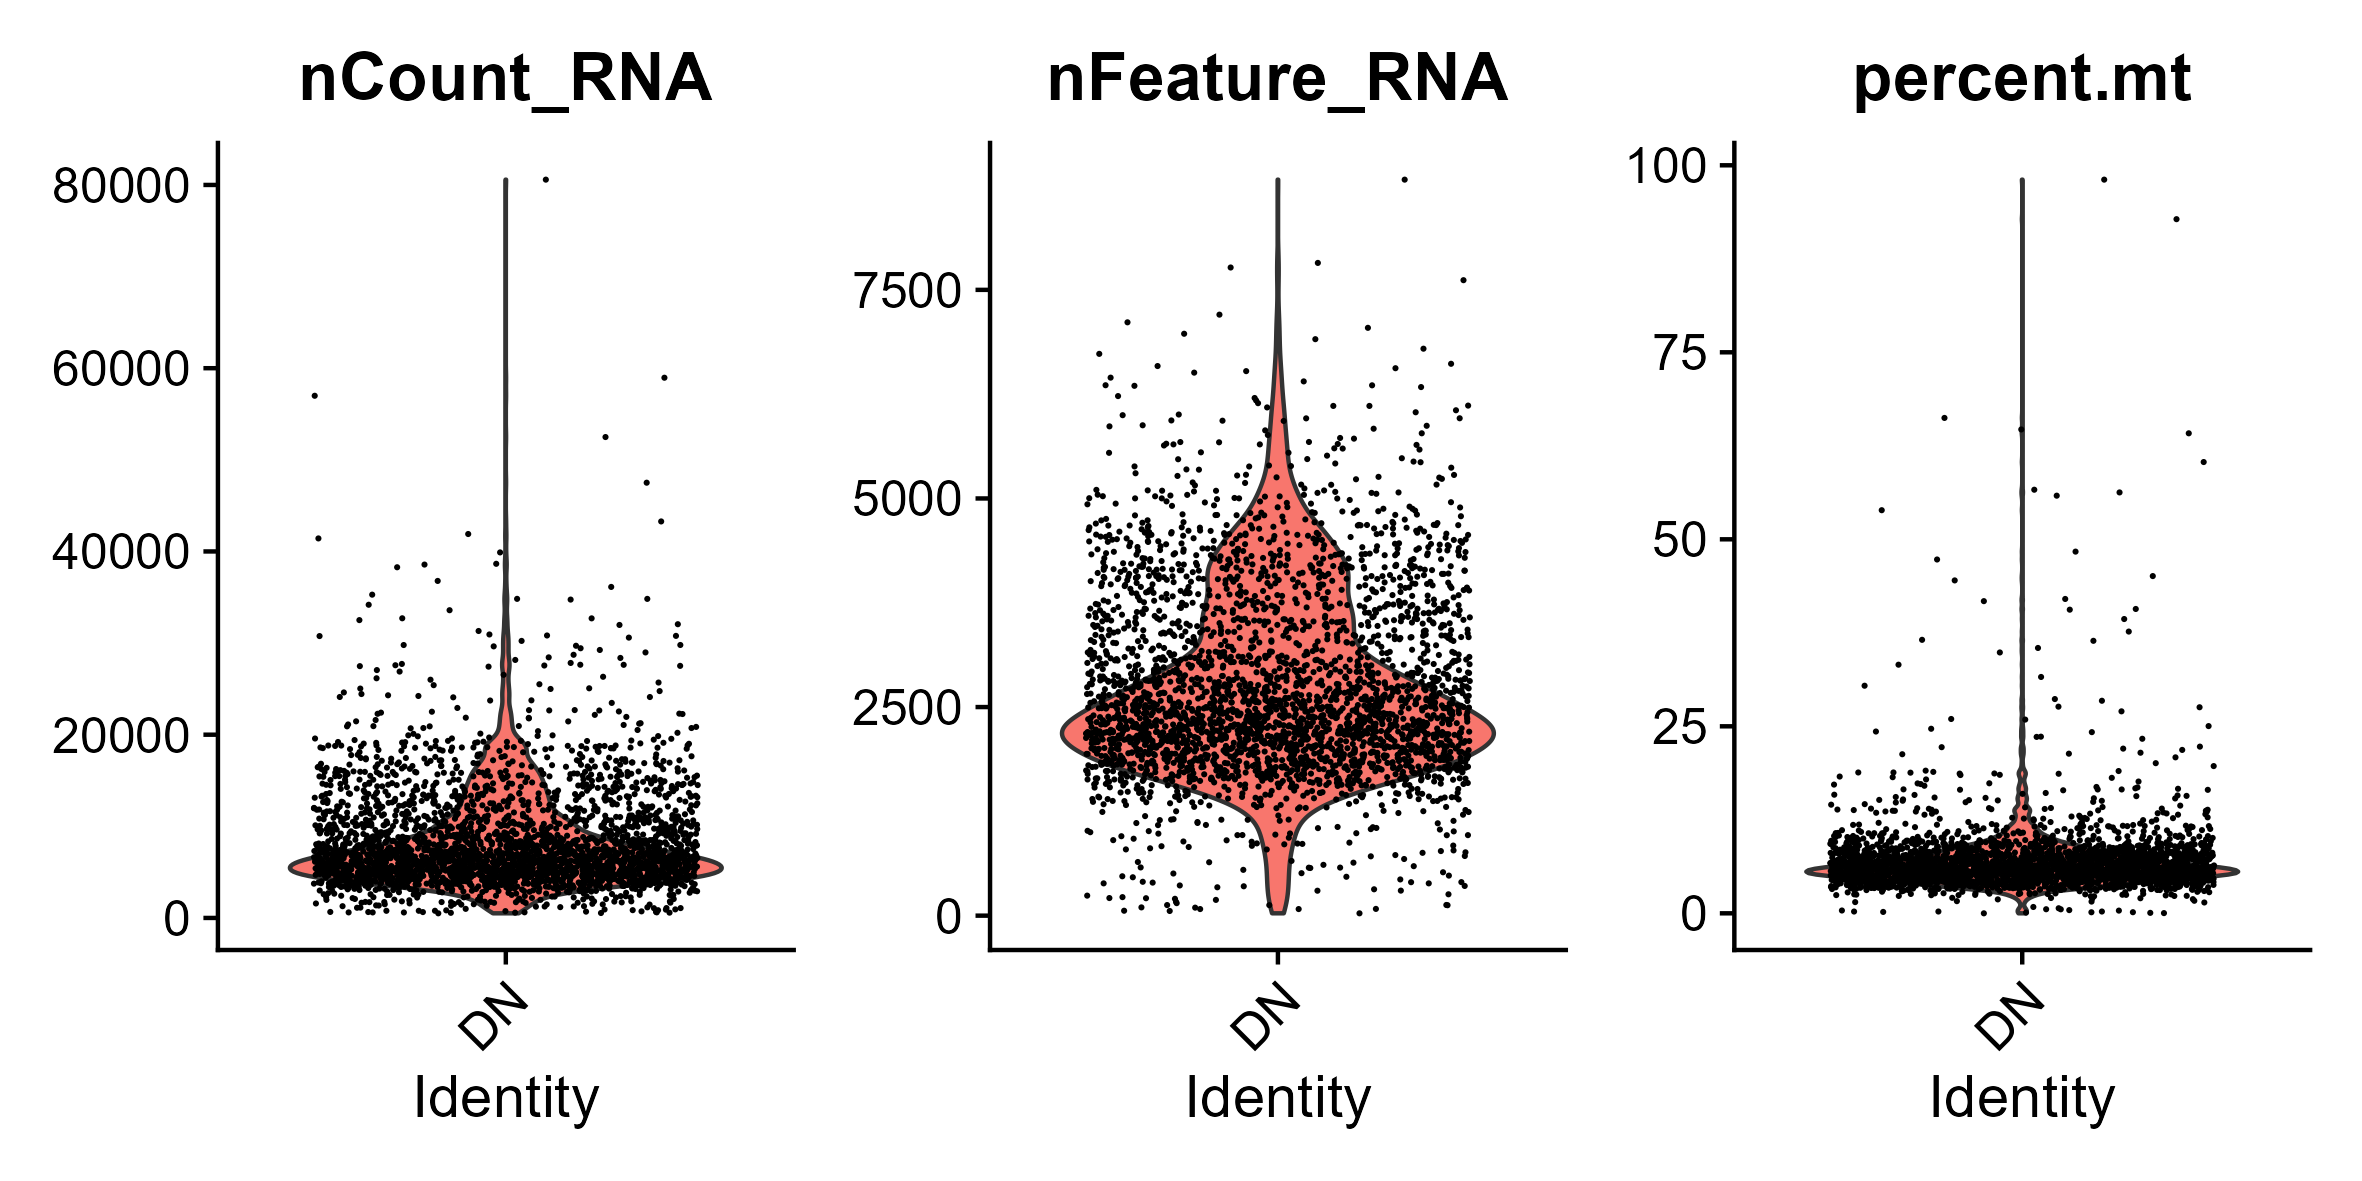 nCount_RNA
80000
60000
40000
20000
0
DN
Identity
nFeature_RNA
7500
5000
2500
0
DN
Identity
percent.mt
100
75
50
25
0
DN
Identity